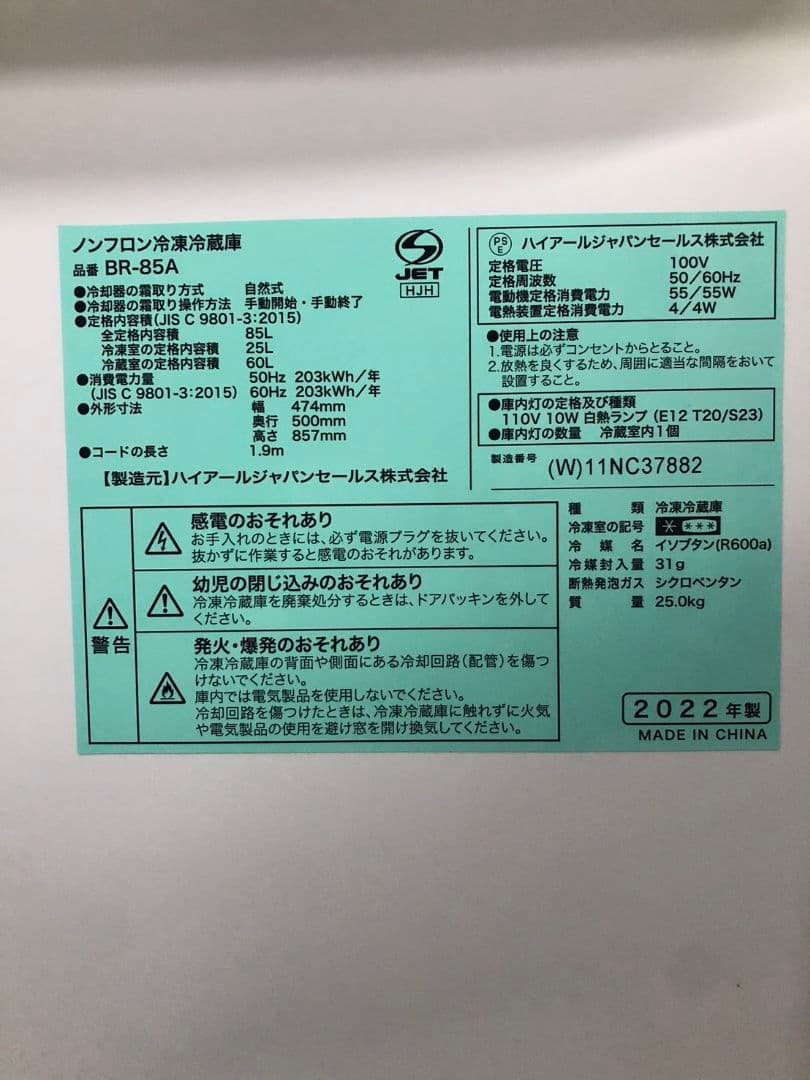 ノンフロン冷凍冷蔵庫
品番 BR-85A
JET
HJH
●冷却器の霜取り方式 自然式
●冷却器の霜取り操作方法 手動開始・手動終了
●定格内容積(JIS C 9801-3:2015)
全定格内容積 85L
冷凍室の定格内容積 25L
冷蔵室の定格内容積 60L
●消費電力量 50Hz 203kWh/年
(JIS C 9801-3:2015) 60Hz 203kWh/年
●外形寸法 幅 474mm
奥行 500mm
高さ 857mm
●コードの長さ 1.9m
【製造元】ハイアールジャパンセールス株式会社
PSE ハイアールジャパンセールス株式会社
定格電圧 100V
定格周波数 50/60Hz
電動機定格消費電力 55/55W
電熱装置定格消費電力 4/4W
●使用上の注意
1.電源は必ずコンセントからとること。
2.放熱を良くするため、周囲に適当な間隔をおいて
設置すること。
●庫内灯の定格及び種類
110V 10W 白熱ランプ (E12 T20/S23)
●庫内灯の数量 冷蔵室内1個
製造番号 (W)11NC37882
警告
感電のおそれあり
お手入れのときには、必ず電源プラグを抜いてください。
抜かずに作業すると感電のおそれがあります。
幼児の閉じ込みのおそれあり
冷凍冷蔵庫を廃棄処分するときは、ドアパッキンを外して
ください。
発火・爆発のおそれあり
冷凍冷蔵庫の背面や側面にある冷却回路(配管)を傷つ
けないでください。
庫内では電気製品を使用しないでください。
冷却回路を傷つけたときは、冷凍冷蔵庫に触れずに火気
や電気製品の使用を避け窓を開け換気してください。
種類 冷凍冷蔵庫
冷凍室の記号 * ***
冷媒名 イソブタン(R600a)
冷媒封入量 31g
断熱発泡ガス シクロペンタン
質量 25.0kg
2022年製
MADE IN CHINA